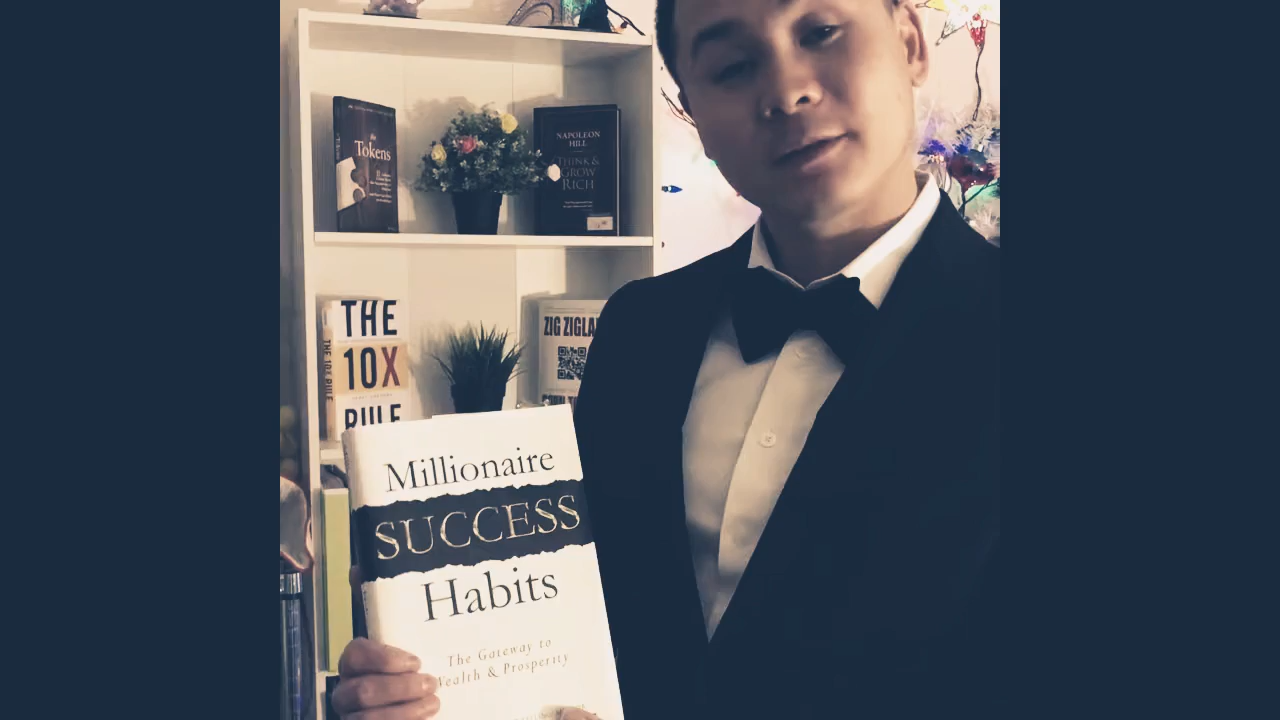 the
Tokens
NAPOLEON
HILL
THINK &
GROW
RICH
THE
10X
RULE
THE 10X RULE
ZIG ZIGLA
Millionaire
SUCCESS
Habits
The Gateway to
Wealth & Prosperity